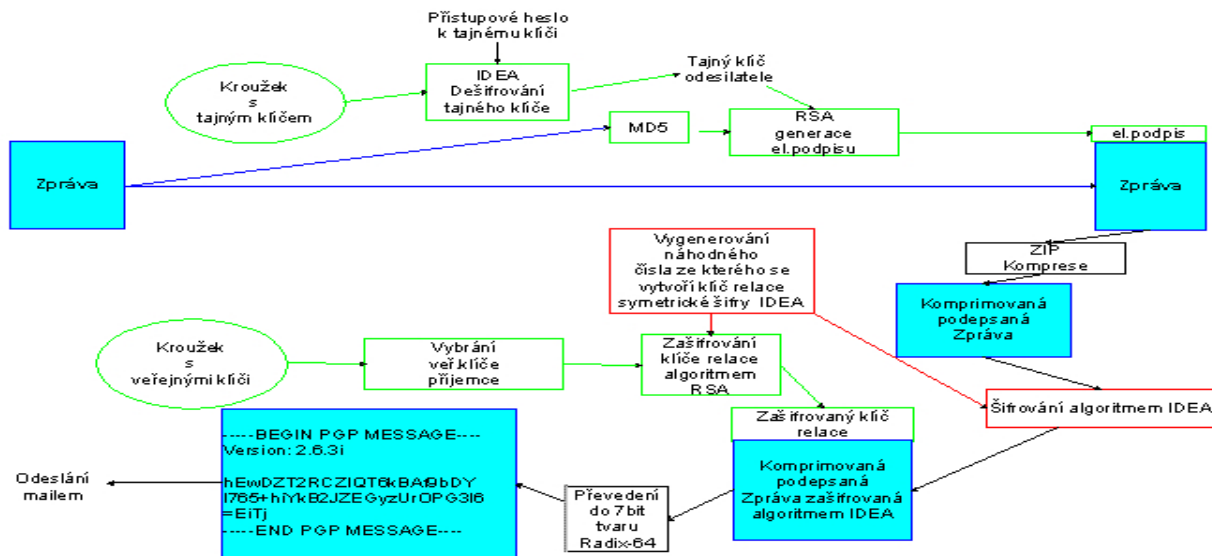 Přístupové heslo
k tajnému klíči
Kroužek
s
tajným klíčem
IDEA
Dešifrování
tajného klíče
Tajný klíč
odesilatele
MD5
RSA
generace
el.podpisu
el.podpis
Zpráva
Zpráva
ZIP
Komprese
Vygenerování
náhodného
čísla ze kterého se
vytvoří klíč relace
symetrické šifry IDEA
Komprimovaná
podepsaná
Zpráva
Kroužek
s
veřejnými klíči
Vybrání
veř.klíče
příjemce
Zašifrování
klíče relace
algoritmem
RSA
Šifrování algoritmem IDEA
Zašifrovaný klíč
relace
Komprimovaná
podepsaná
Zpráva zašifrovaná
algoritmem IDEA
Převedení
do 7bit
tvaru
Radix-64
-----BEGIN PGP MESSAGE----
Version: 2.6.3i
hEwDZT2RCZIQT6kBAf9bDY
I765+hiYkB2JZEGyzUrOPG3I6
=EiTj
-----END PGP MESSAGE----
Odeslání
mailem